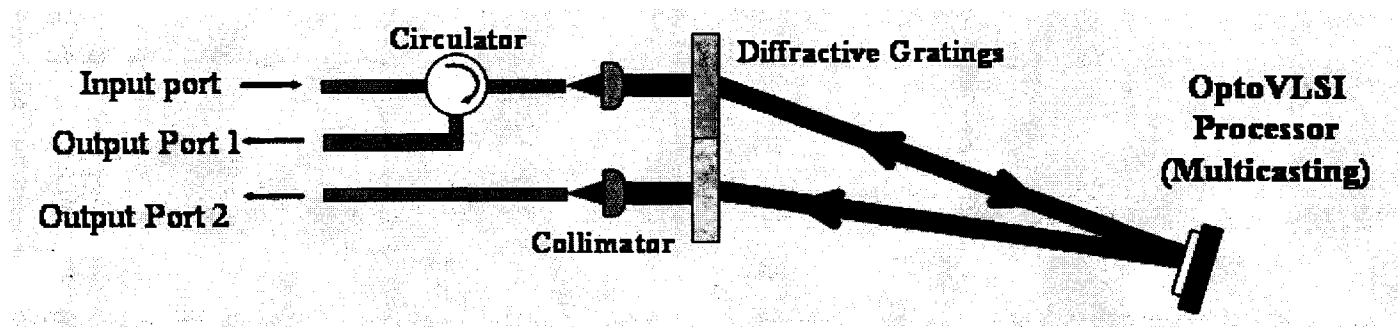 Circulator
Diffractive Gratings
Input port
OptoVLSI
Processor
(Multicasting)
Output Port 1
Output Port 2
Collimator